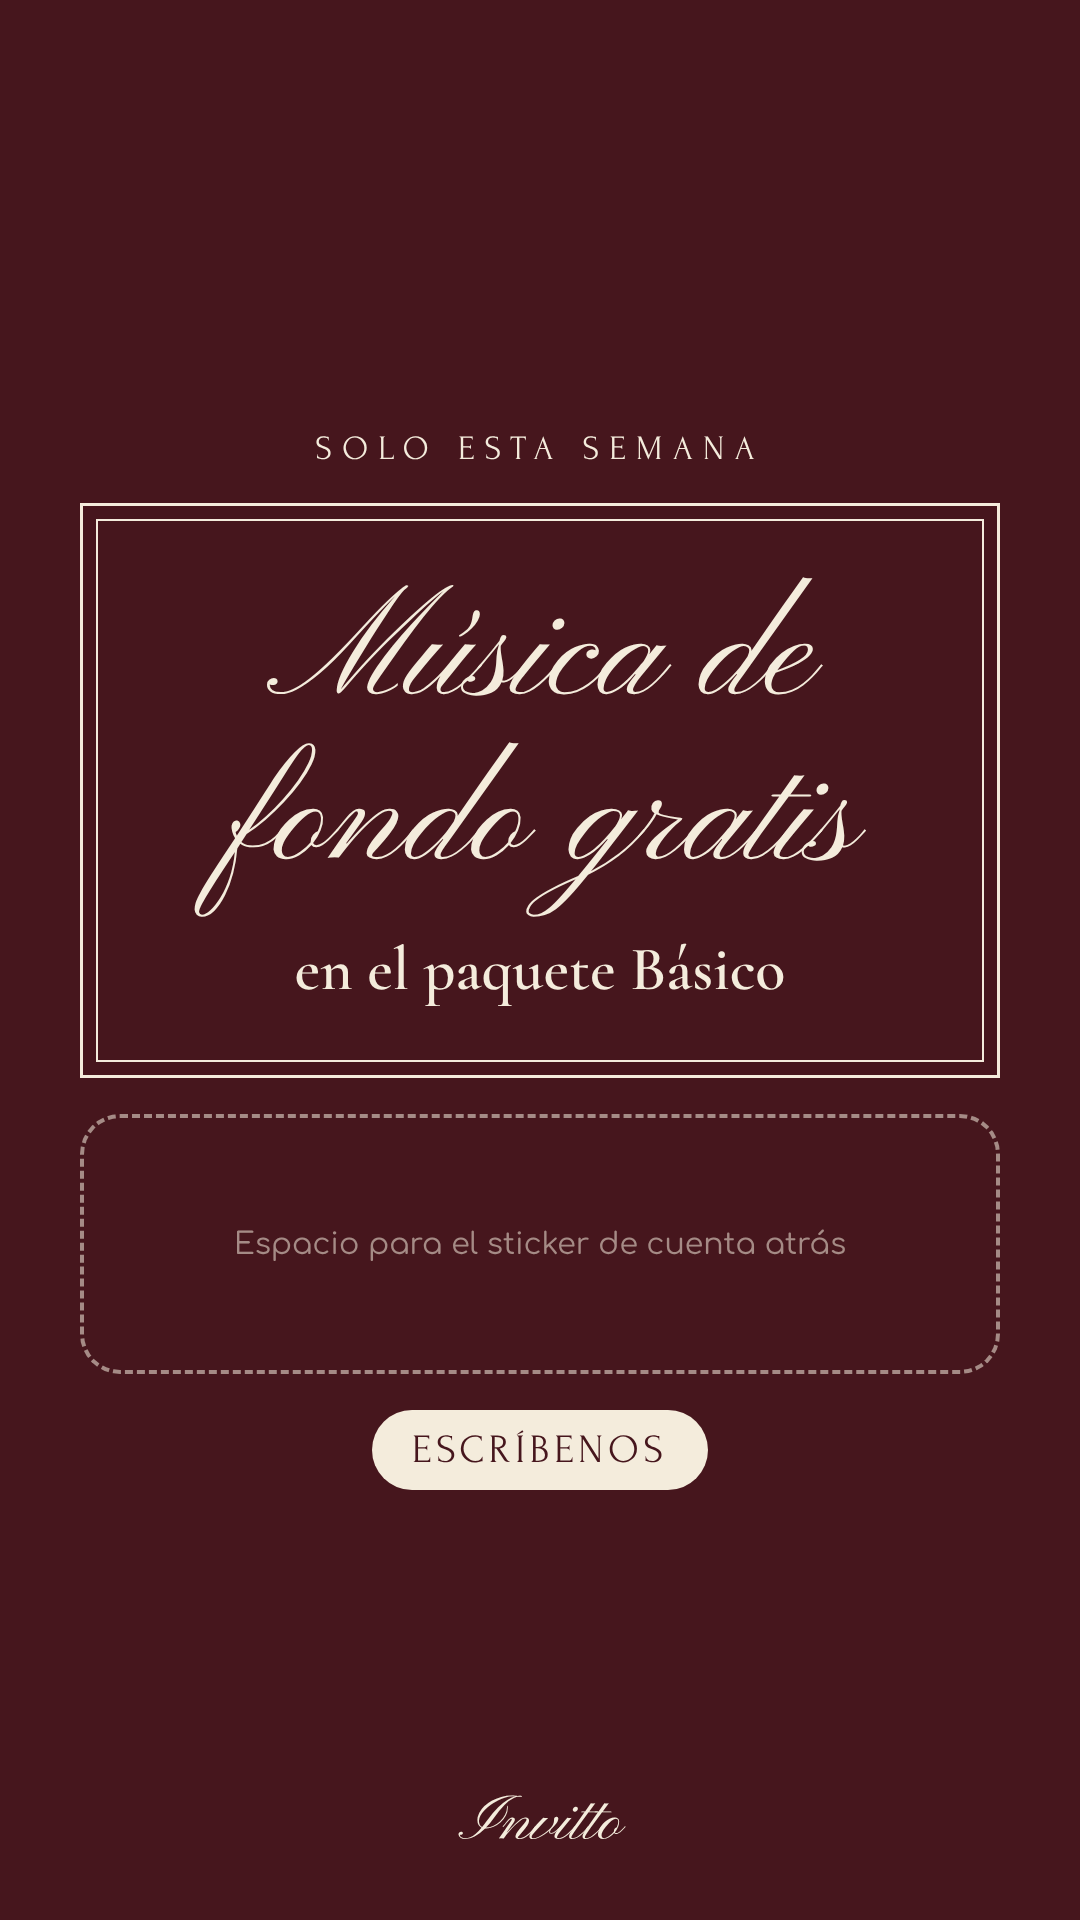 SOLO ESTA SEMANA
Música de
fondo gratis
en el paquete Básico
Espacio para el sticker de cuenta atrás
ESCRÍBENOS
Invitto